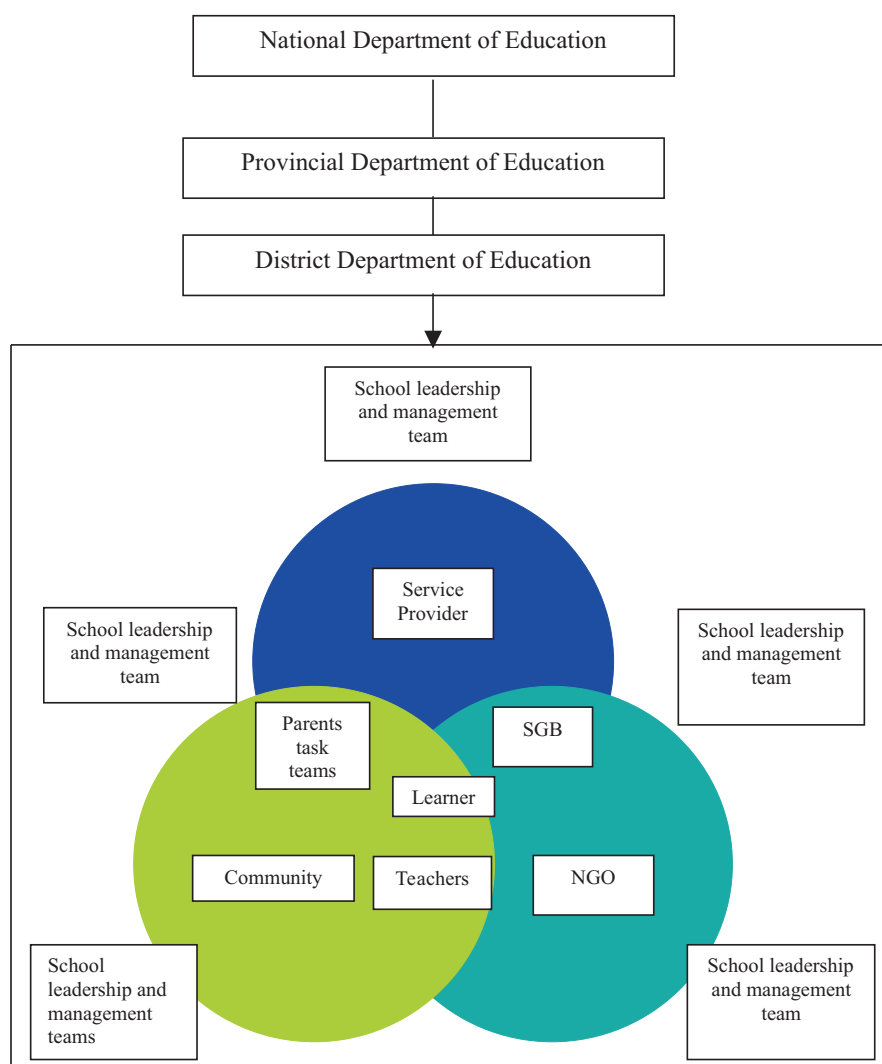 National Department of Education
Provincial Department of Education
District Department of Education
School leadership
and management
team
Service
Provider
School leadership
and management
team
School leadership
and management
team
Parents
task
teams
SGB
Learner
Community
Teachers
NGO
School
leadership and
management
teams
School leadership
and management
team